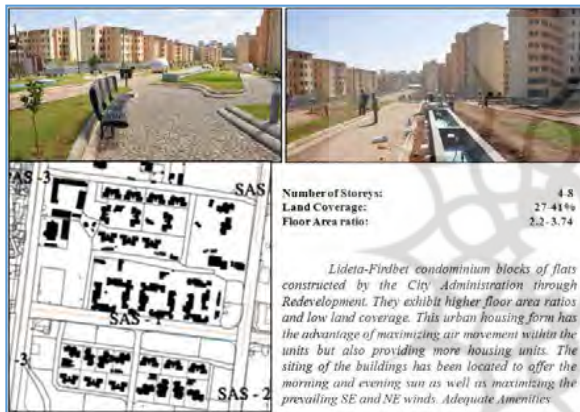 PAS -3
SAS
SAS - 1
-3
SAS - 2
Number of Storeys: 4-8
Land Coverage: 27-41%
Floor Area ratio: 2.2-3.74
Lideta-Firdbet condominium blocks of flats
constructed by the City Administration through
Redevelopment. They exhibit higher floor area ratios
and low land coverage. This urban housing form has
the advantage of maximizing air movement within the
units but also providing more housing units. The
siting of the buildings has been located to offer the
morning and evening sun as well as maximizing the
prevailing SE and NE winds. Adequate Amenities